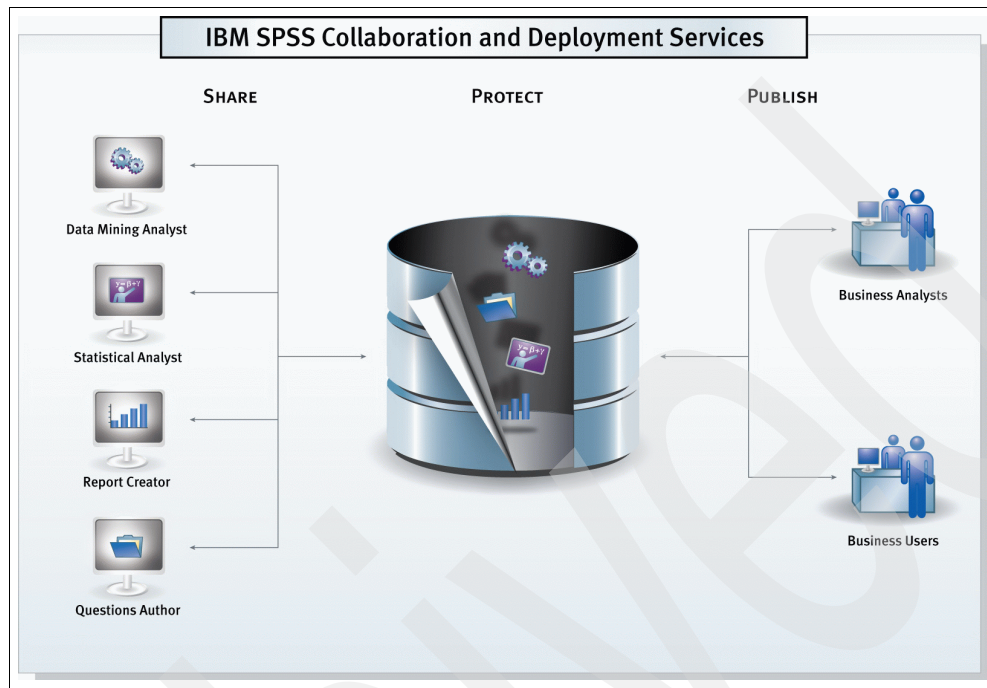 IBM SPSS Collaboration and Deployment Services
SHARE
PROTECT
PUBLISH
Data Mining Analyst
y = β+γ
Statistical Analyst
Report Creator
Questions Author
y = β+γ
Business Analysts
Business Users